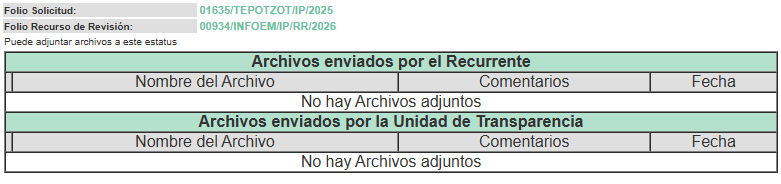 Folio Solicitud: 01635/TEPOTZOT/IP/2025
Folio Recurso de Revisión: 00934/INFOEM/IP/RR/2026
Puede adjuntar archivos a este estatus
Archivos enviados por el Recurrente
Nombre del Archivo Comentarios Fecha
No hay Archivos adjuntos
Archivos enviados por la Unidad de Transparencia
Nombre del Archivo Comentarios Fecha
No hay Archivos adjuntos